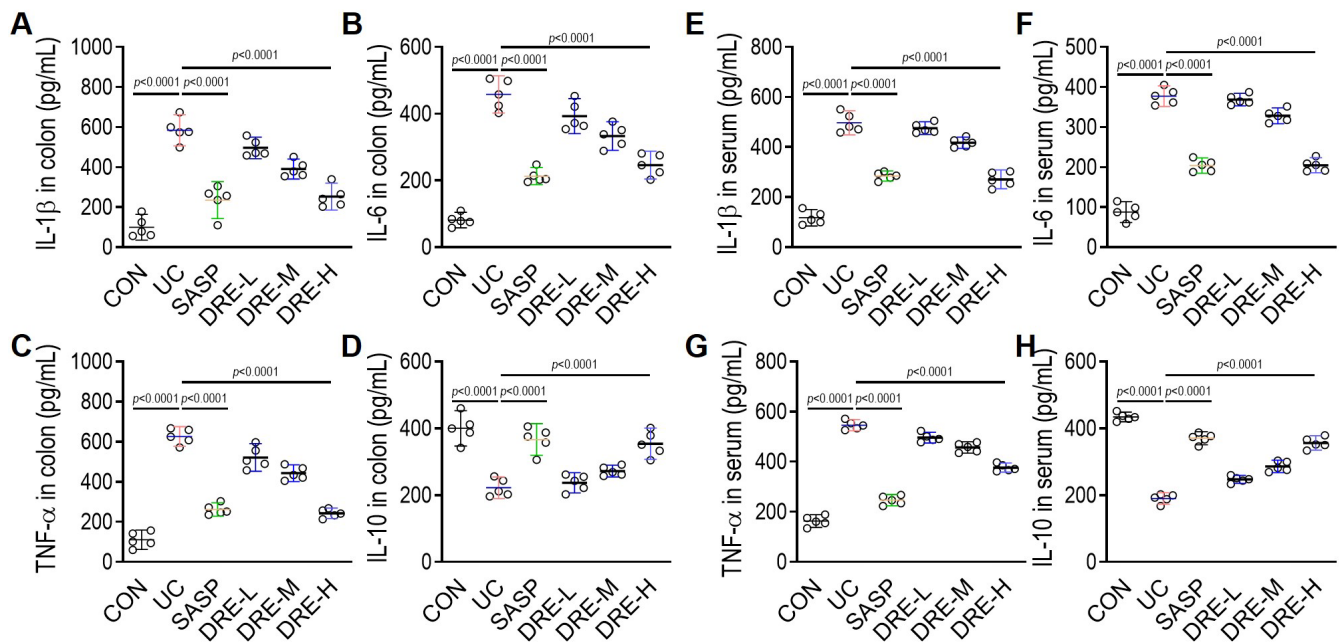 A
IL-1β in colon (pg/mL)
1000
800
600
400
200
0
p<0.0001
p<0.0001 p<0.0001
CON UC SASP DRE-L DRE-M DRE-H
B
IL-6 in colon (pg/mL)
600
400
200
0
p<0.0001
p<0.0001 p<0.0001
CON UC SASP DRE-L DRE-M DRE-H
E
IL-1β in serum (pg/mL)
800
600
400
200
0
p<0.0001
p<0.0001 p<0.0001
CON UC SASP DRE-L DRE-M DRE-H
F
IL-6 in serum (pg/mL)
500
400
300
200
100
0
p<0.0001
p<0.0001 p<0.0001
CON UC SASP DRE-L DRE-M DRE-H
C
TNF-α in colon (pg/mL)
1000
800
600
400
200
0
p<0.0001
p<0.0001 p<0.0001
CON UC SASP DRE-L DRE-M DRE-H
D
IL-10 in colon (pg/mL)
600
400
200
0
p<0.0001
p<0.0001 p<0.0001
CON UC SASP DRE-L DRE-M DRE-H
G
TNF-α in serum (pg/mL)
800
600
400
200
0
p<0.0001
p<0.0001 p<0.0001
CON UC SASP DRE-L DRE-M DRE-H
H
IL-10 in serum (pg/mL)
600
400
200
0
p<0.0001
p<0.0001 p<0.0001
CON UC SASP DRE-L DRE-M DRE-H